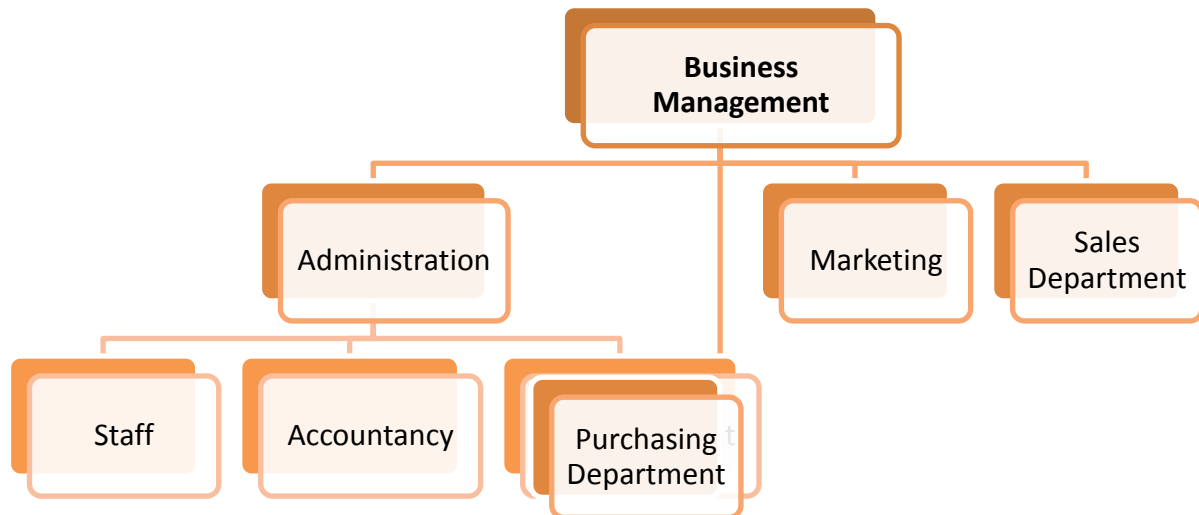 Business
Management
Administration
Marketing
Sales
Department
Staff
Accountancy
Purchasing
Department